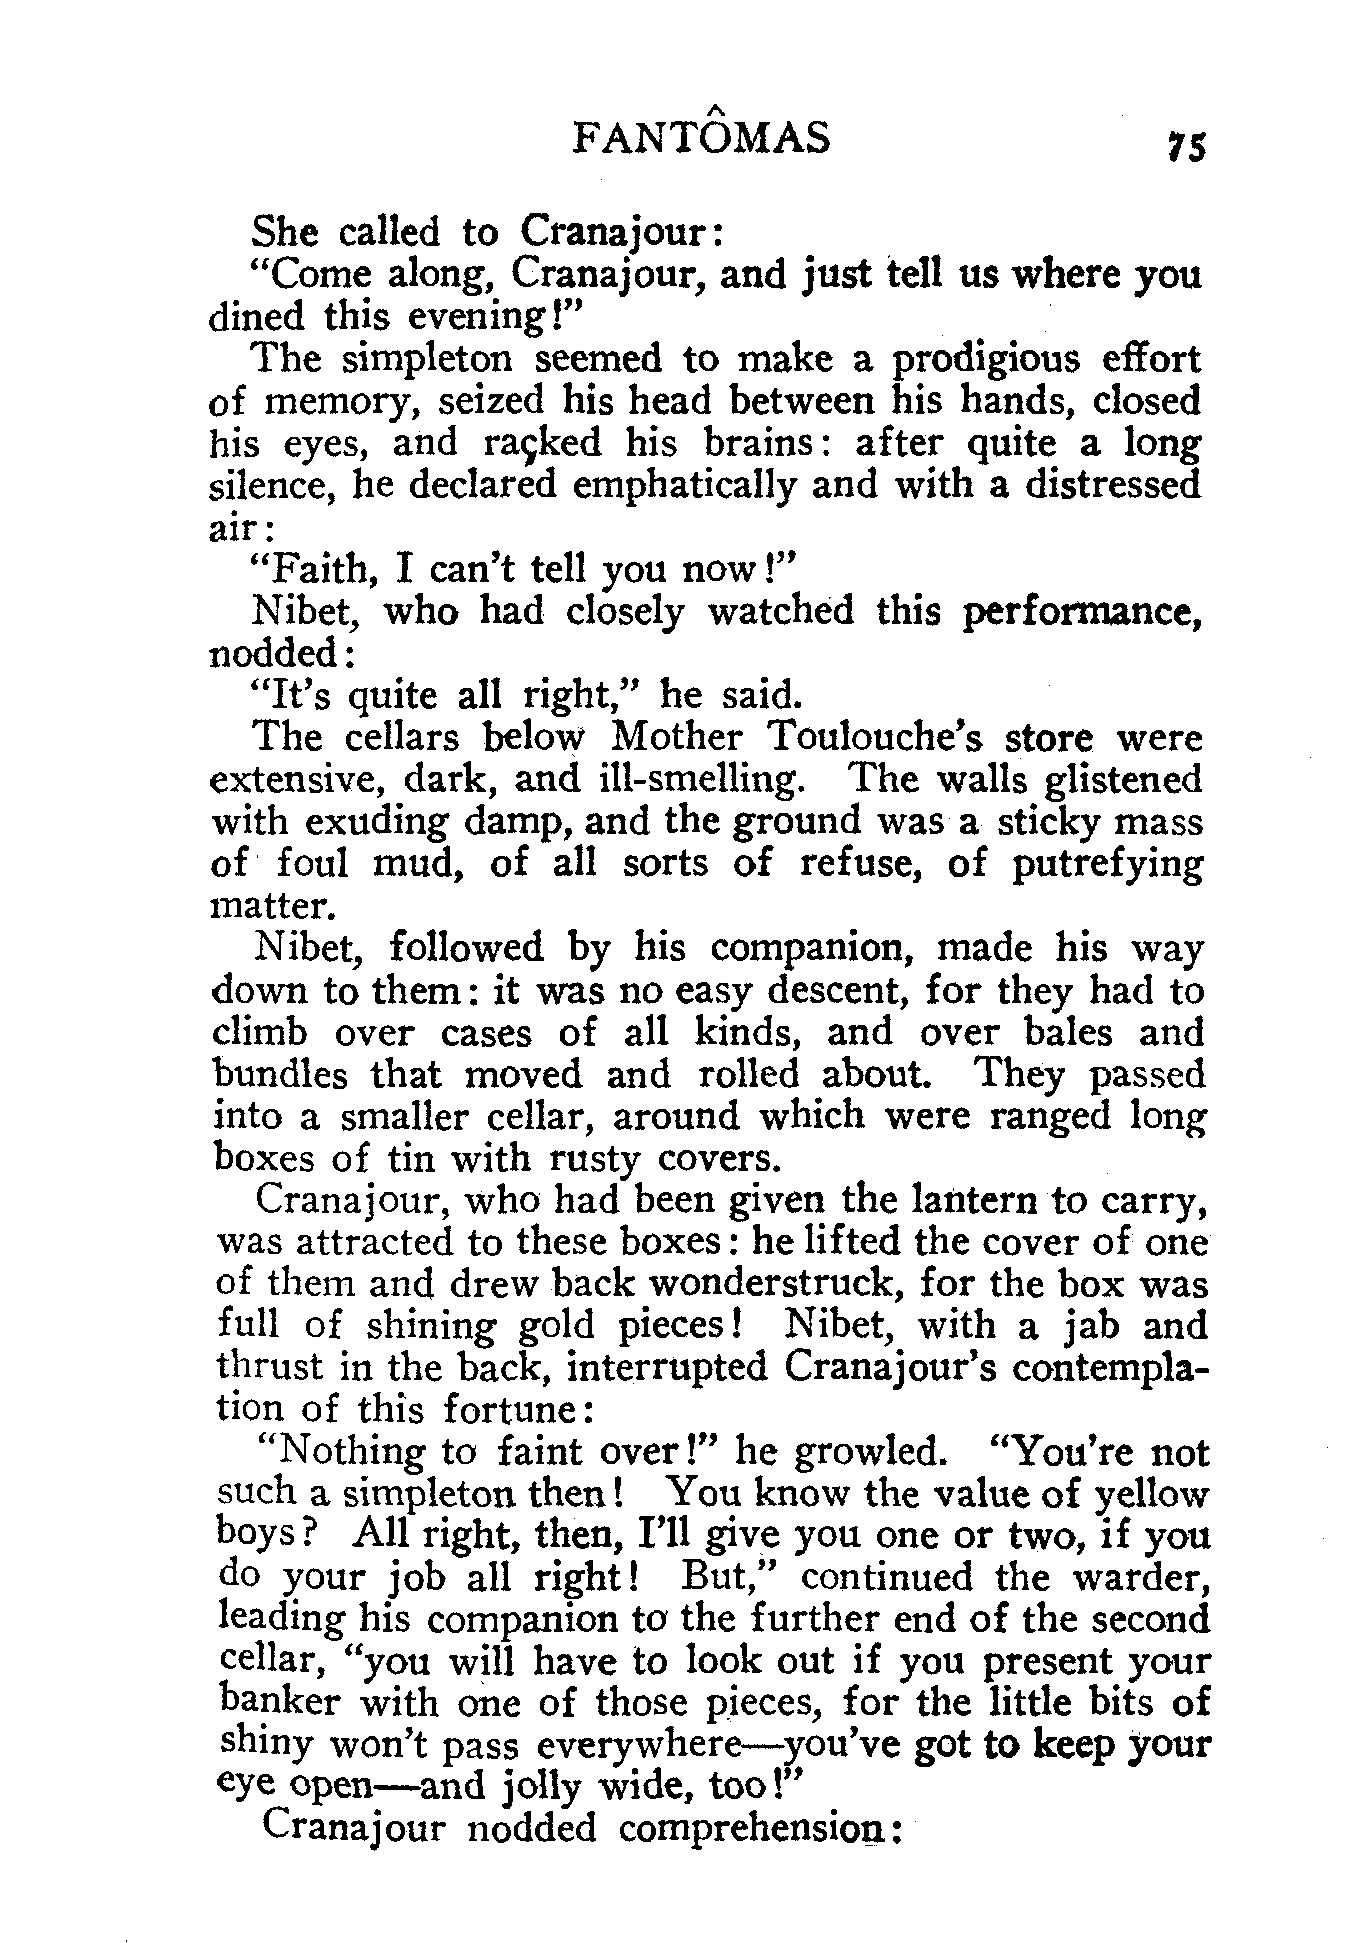 FANTÔMAS 75
She called to Cranajour:
“Come along, Cranajour, and just tell us where you
dined this evening!”
The simpleton seemed to make a prodigious effort
of memory, seized his head between his hands, closed
his eyes, and racked his brains: after quite a long
silence, he declared emphatically and with a distressed
air:
“Faith, I can’t tell you now!”
Nibet, who had closely watched this performance,
nodded:
“It’s quite all right,” he said.
The cellars below Mother Toulouche’s store were
extensive, dark, and ill-smelling. The walls glistened
with exuding damp, and the ground was a sticky mass
of foul mud, of all sorts of refuse, of putrefying
matter.
Nibet, followed by his companion, made his way
down to them: it was no easy descent, for they had to
climb over cases of all kinds, and over bales and
bundles that moved and rolled about. They passed
into a smaller cellar, around which were ranged long
boxes of tin with rusty covers.
Cranajour, who had been given the lantern to carry,
was attracted to these boxes: he lifted the cover of one
of them and drew back wonderstruck, for the box was
full of shining gold pieces! Nibet, with a jab and
thrust in the back, interrupted Cranajour’s contempla-
tion of this fortune:
“Nothing to faint over!” he growled. “You’re not
such a simpleton then! You know the value of yellow
boys? All right, then, I’ll give you one or two, if you
do your job all right! But,” continued the warder,
leading his companion to the further end of the second
cellar, “you will have to look out if you present your
banker with one of those pieces, for the little bits of
shiny won’t pass everywhere—you’ve got to keep your
eye open—and jolly wide, too!”
Cranajour nodded comprehension: